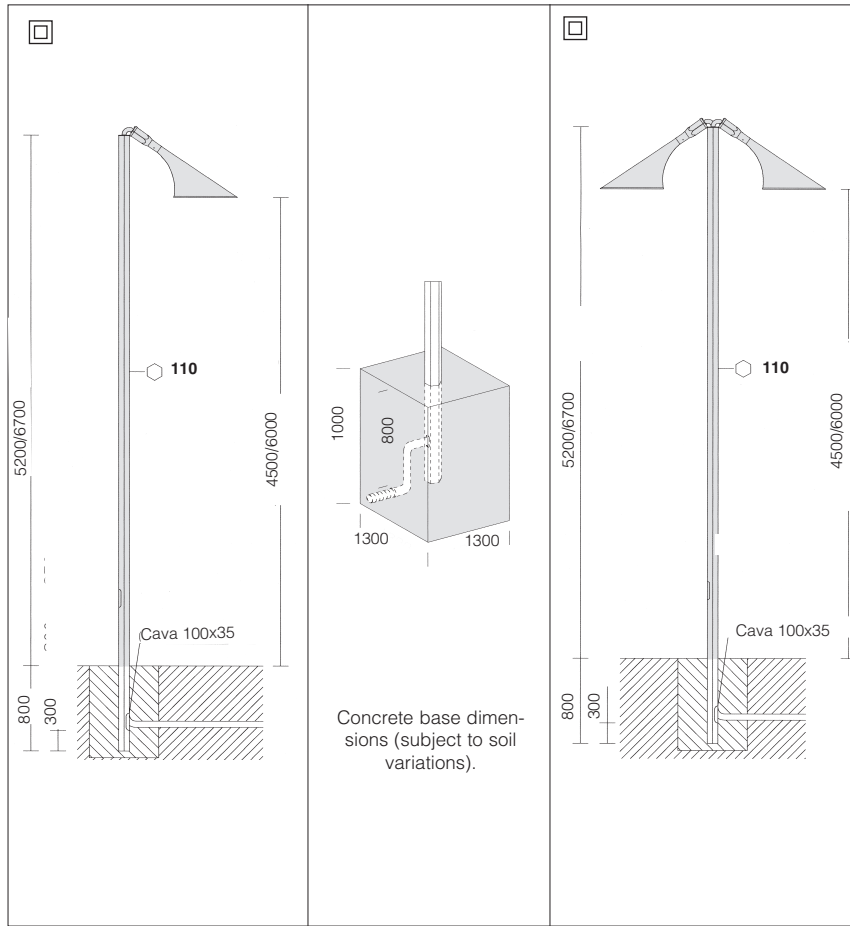 110
5200/6700
4500/6000
Cava 100x35
800
300
1000
800
1300
1300
Concrete base dimen-
sions (subject to soil
variations).
110
5200/6700
4500/6000
Cava 100x35
800
300